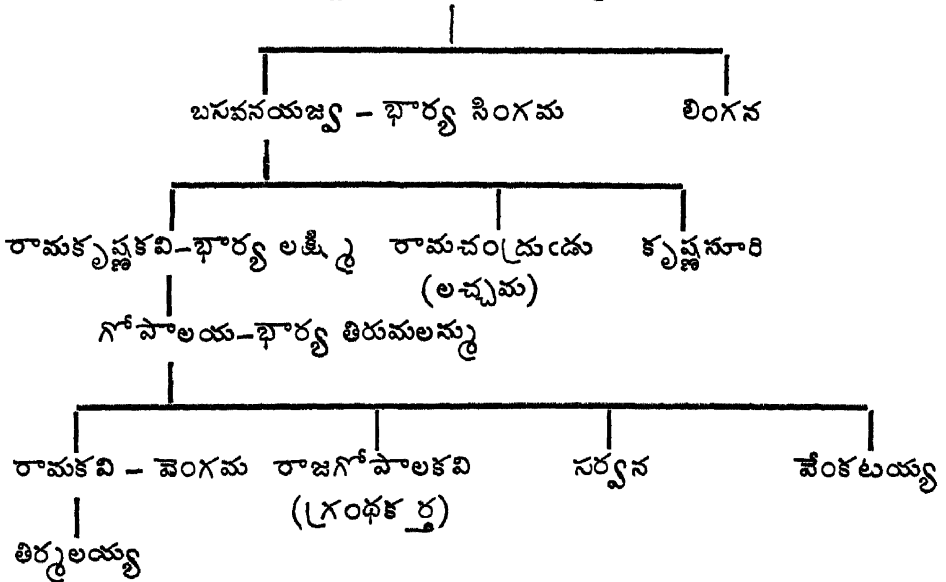 బసవనయజ్వ – భార్య సింగమ లింగన
రామకృష్ణకవి–భార్య లక్ష్మి రామచంద్రుఁడు కృష్ణసూరి
(లచ్చమ)
గోపాలయ–భార్య తిరుమలమ్మ
రామకవి – వెంగమ రాజగోపాలకవి సర్వన వేంకటయ్య
(గ్రంథకర్త)
తిర్మలయ్య